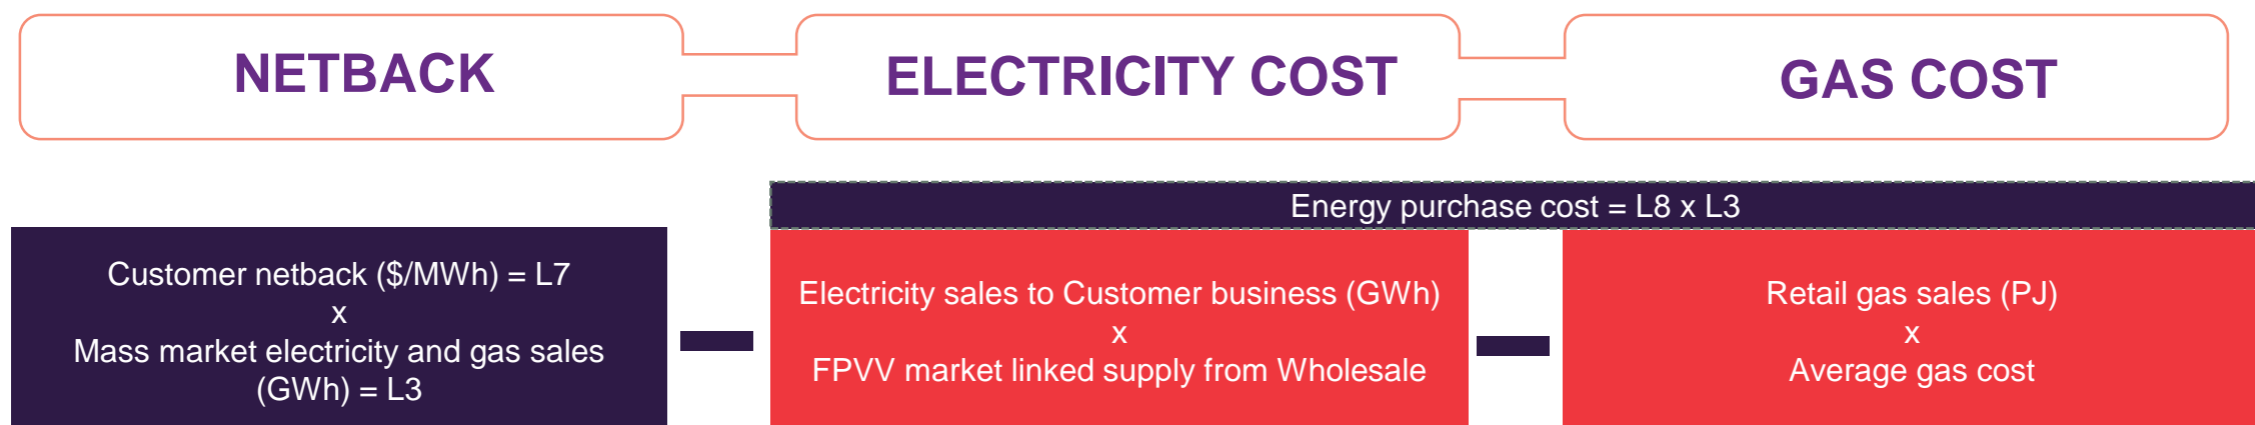 NETBACK
ELECTRICITY COST
GAS COST
Energy purchase cost = L8 x L3
Customer netback ($/MWh) = L7
x
Mass market electricity and gas sales
(GWh) = L3
Electricity sales to Customer business (GWh)
x
FPVV market linked supply from Wholesale
Retail gas sales (PJ)
x
Average gas cost